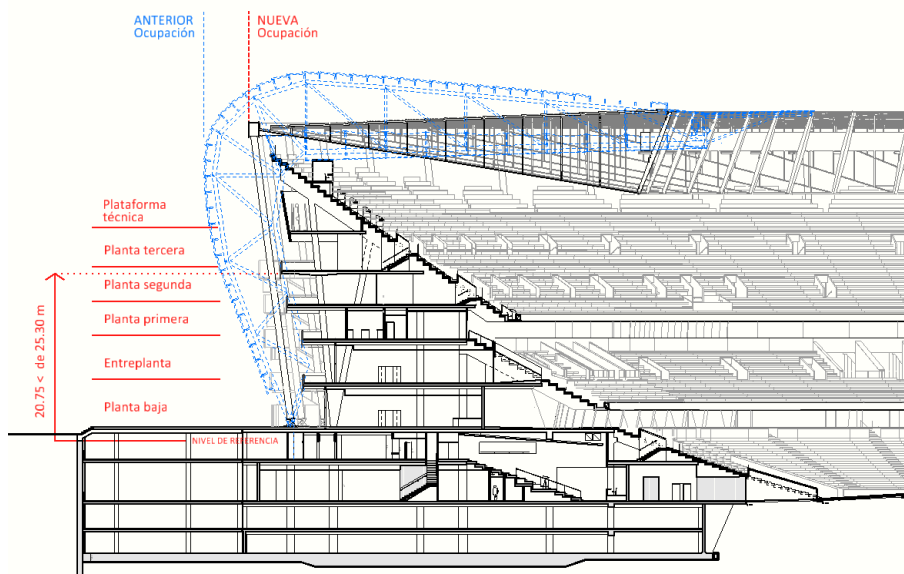 ANTERIOR
Ocupación
NUEVA
Ocupación
Plataforma
técnica
Planta tercera
Planta segunda
Planta primera
Entreplanta
Planta baja
20.75 < de 25.30 m
NIVEL DE REFERENCIA